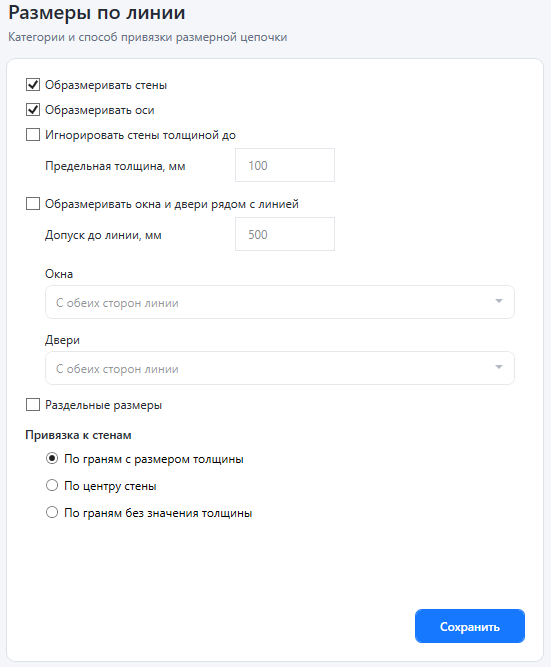 Размеры по линии
Категории и способ привязки размерной цепочки
Образмеривать стены
Образмеривать оси
Игнорировать стены толщиной до
Предельная толщина, мм 100
Образмеривать окна и двери рядом с линией
Допуск до линии, мм 500
Окна
С обеих сторон линии
Двери
С обеих сторон линии
Раздельные размеры
Привязка к стенам
По граням с размером толщины
По центру стены
По граням без значения толщины
Сохранить